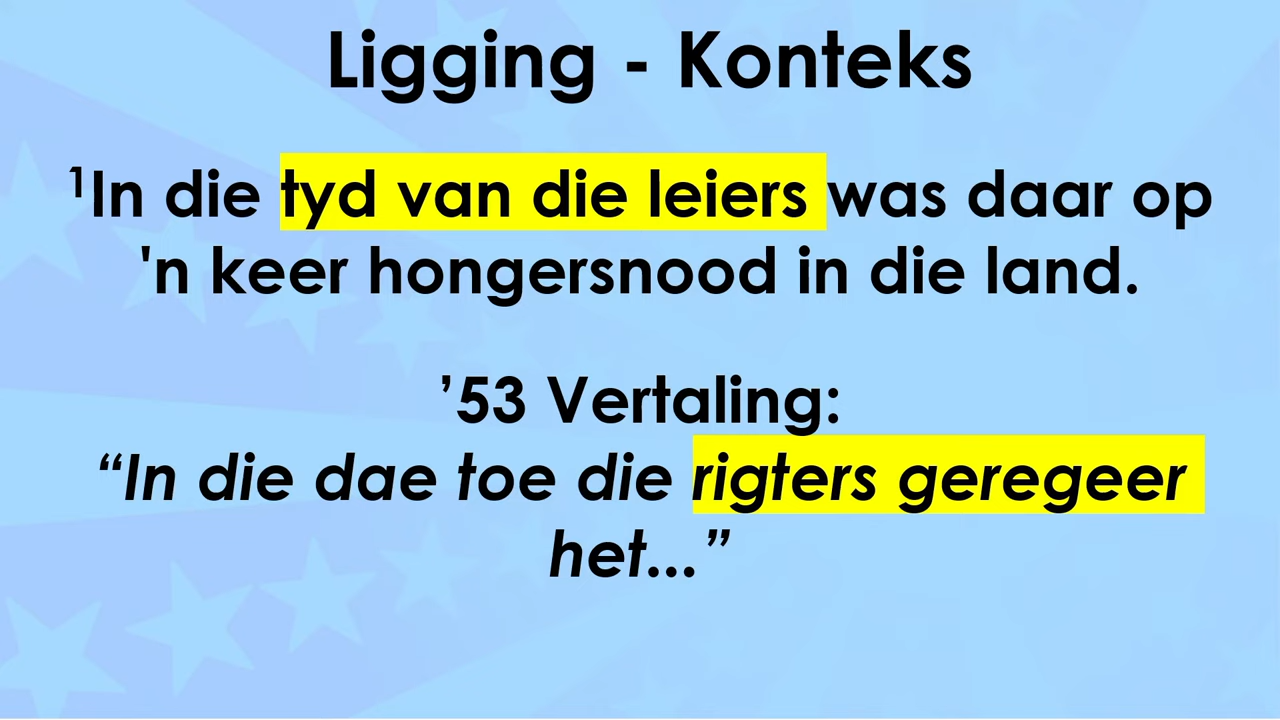 Ligging - Konteks
¹In die tyd van die leiers was daar op
'n keer hongersnood in die land.
’53 Vertaling:
“In die dae toe die rigters geregeer
het...”